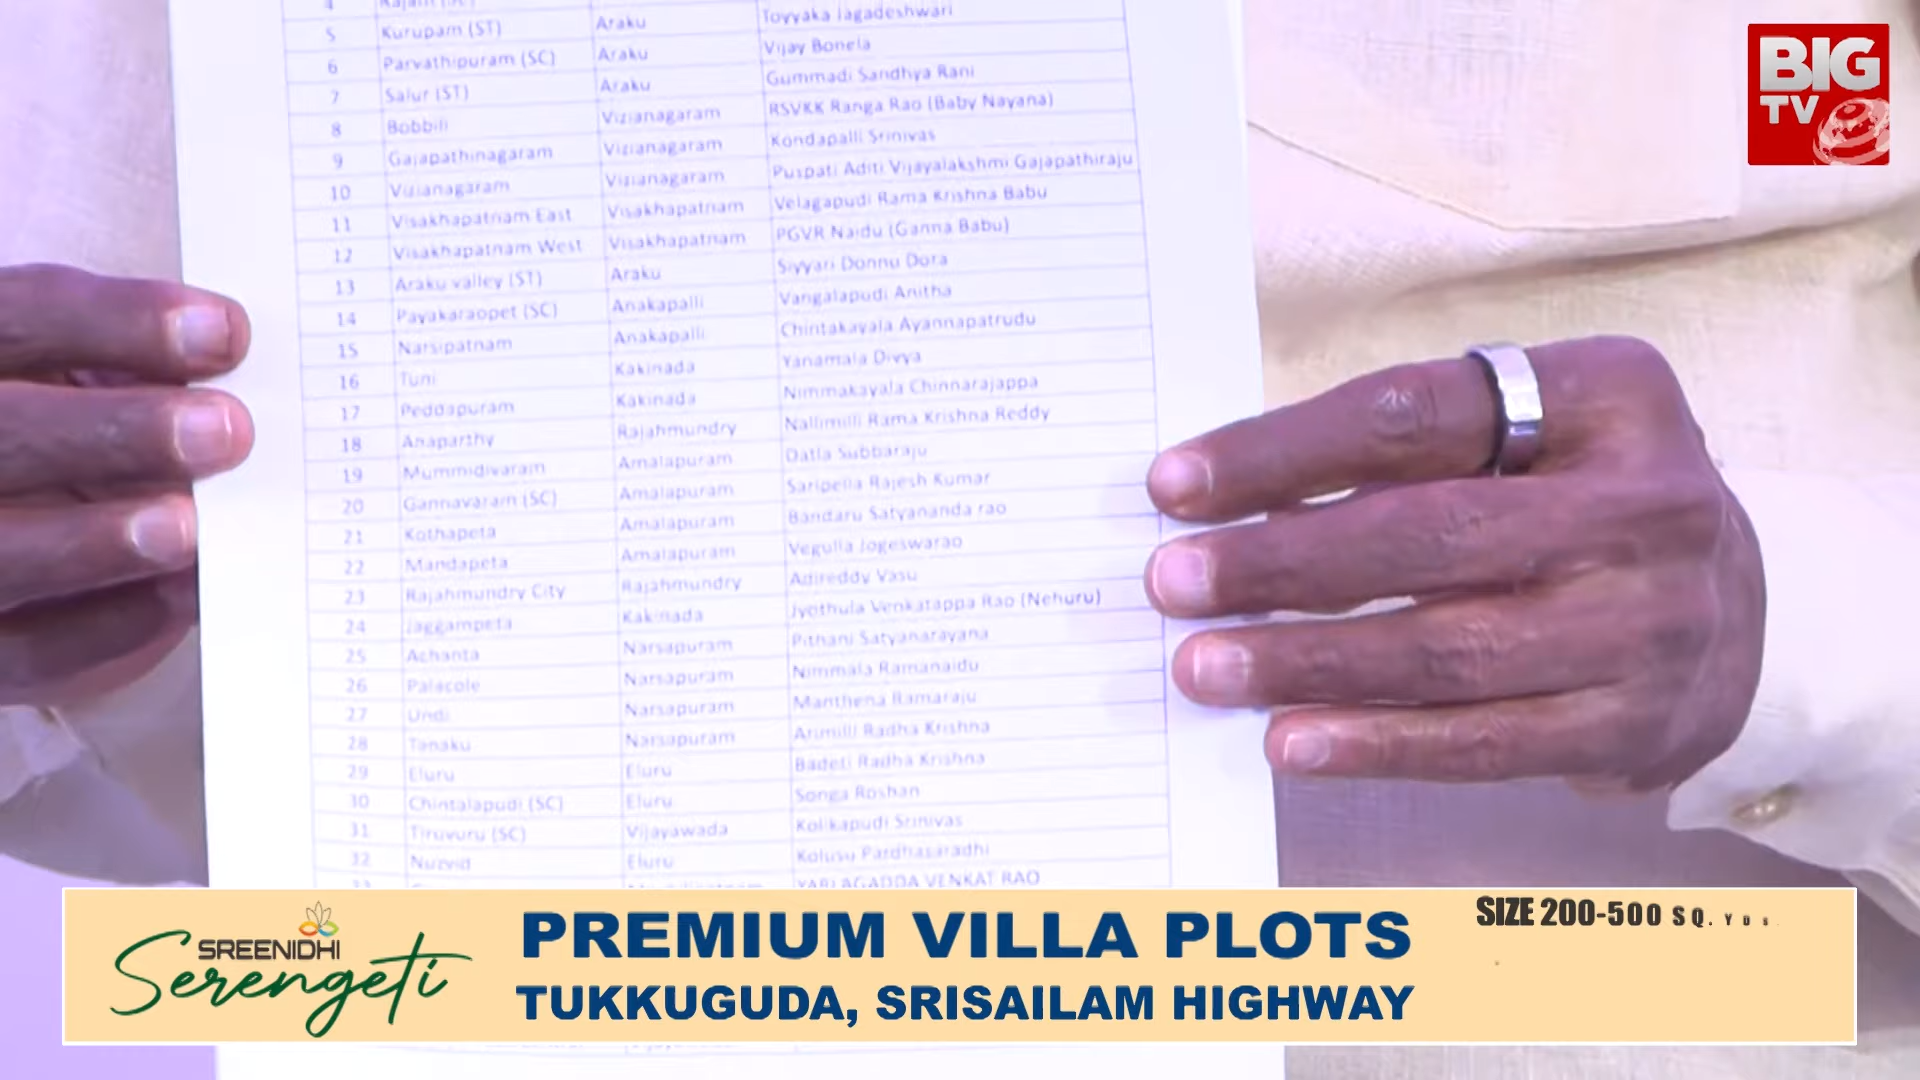 4 Rajam (SC)
5 Kurupam (ST) Araku Toyyaka Jagadeshwari
6 Parvathipuram (SC) Araku Vijay Bonela
7 Salur (ST) Araku Gummadi Sandhya Rani
8 Bobbili Vizianagaram RSVKK Ranga Rao (Baby Nayana)
9 Gajapathinagaram Vizianagaram Kondapalli Srinivas
10 Vizianagaram Vizianagaram Puspati Aditi Vijayalakshmi Gajapathiraju
11 Visakhapatnam East Visakhapatnam Velagapudi Rama Krishna Babu
12 Visakhapatnam West Visakhapatnam PGVR Naidu (Ganna Babu)
13 Araku valley (ST) Araku Siyyari Donnu Dora
14 Payakaraopet (SC) Anakapalli Vangalapudi Anitha
15 Narsipatnam Anakapalli Chintakayala Ayannapatrudu
16 Tuni Kakinada Yanamala Divya
17 Peddapuram Kakinada Nimmakayala Chinnarajappa
18 Anaparthy Rajahmundry Nallimilli Rama Krishna Reddy
19 Mummidivaram Amalapuram Datla Subbaraju
20 Gannavaram (SC) Amalapuram Saripella Rajesh Kumar
21 Kothapeta Amalapuram Bandaru Satyananda rao
22 Mandapeta Amalapuram Vegulla Jogeswarao
23 Rajahmundry City Rajahmundry Adireddy Vasu
24 Jaggampeta Kakinada Jyothula Venkatappa Rao (Nehuru)
25 Achanta Narsapuram Pithani Satyanarayana
26 Palacole Narsapuram Nimmala Ramanaidu
27 Undi Narsapuram Manthena Ramaraju
28 Tanaku Narsapuram Arimilli Radha Krishna
29 Eluru Eluru Badeti Radha Krishna
30 Chintalapudi (SC) Eluru Songa Roshan
31 Tiruvuru (SC) Vijayawada Kolikapudi Srinivas
32 Nuzvid Eluru Kolusu Pardhasaradhi
33 YARLAGADDA VENKAT RAO
BIG
TV
SREENIDHI
Serengeti
PREMIUM VILLA PLOTS
TUKKUGUDA, SRISAILAM HIGHWAY
SIZE 200-500 SQ. YDS.